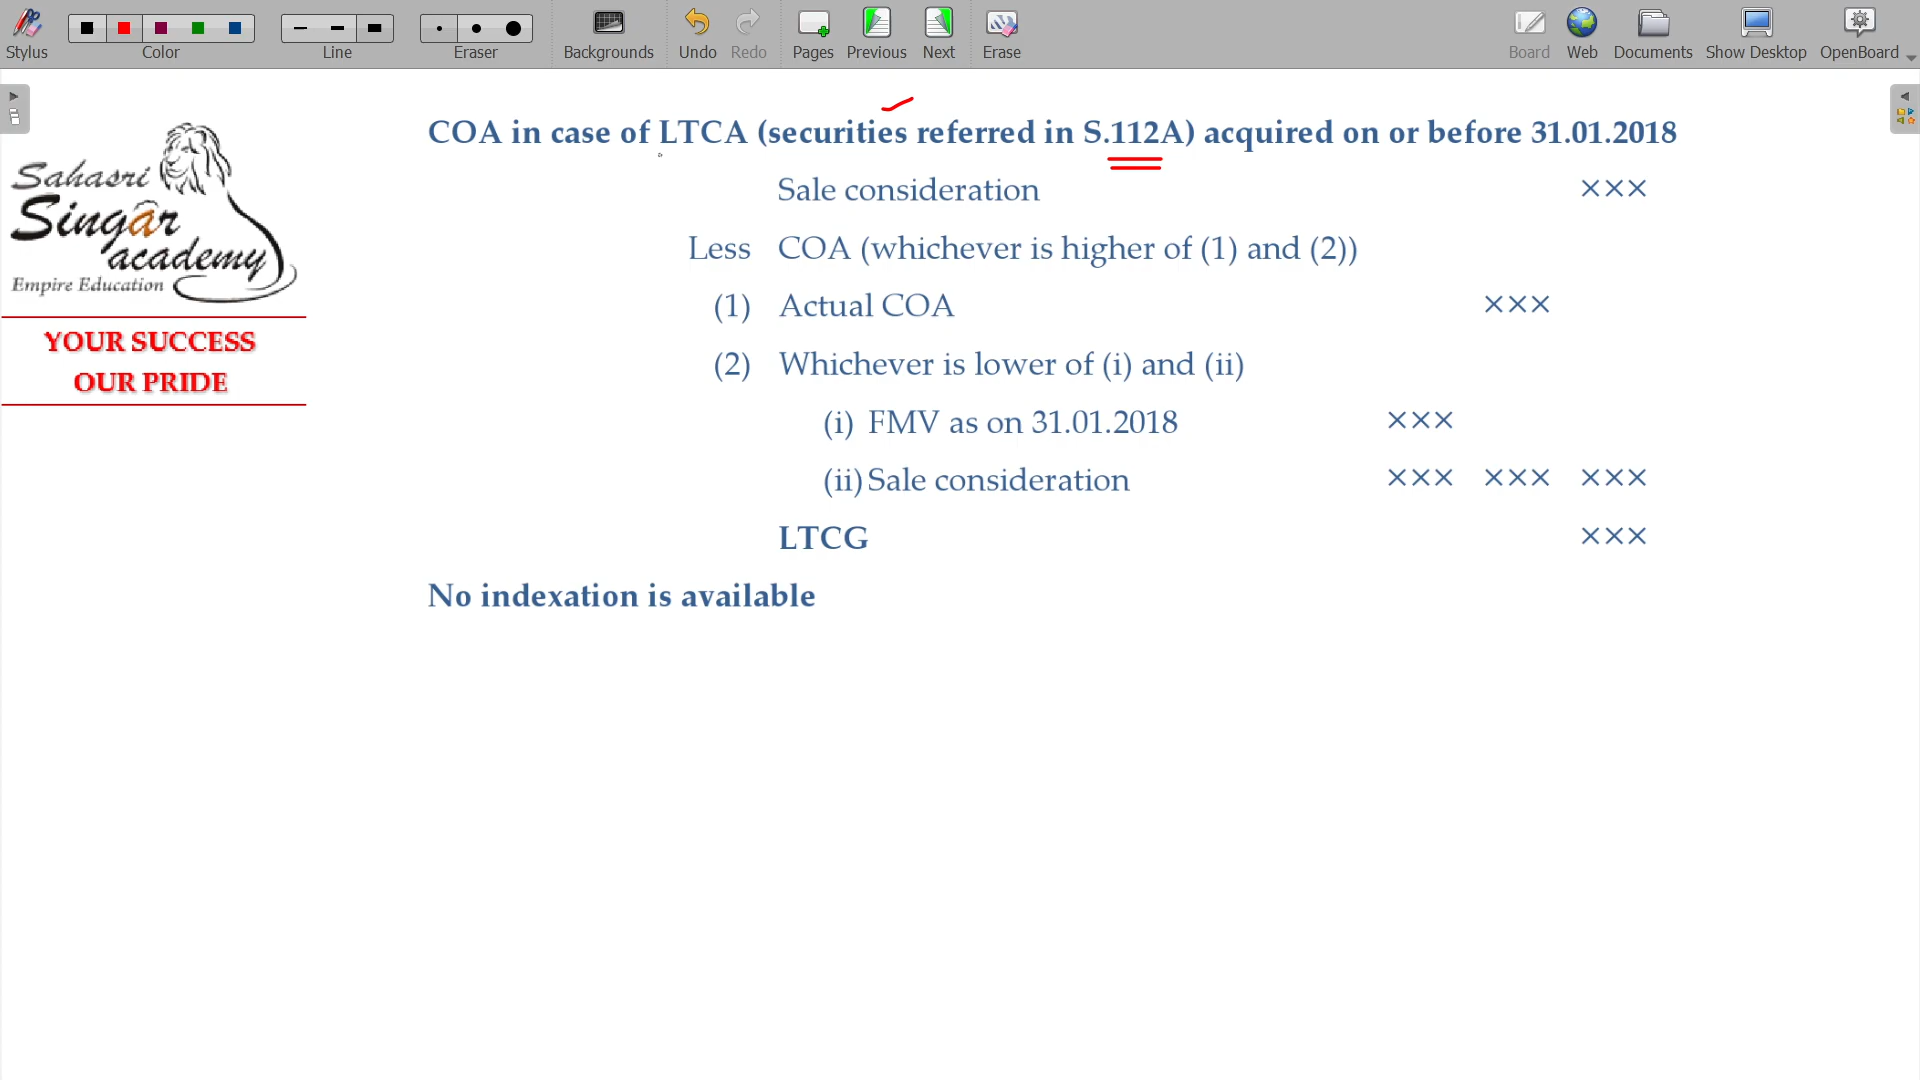 Stylus Color Line Eraser Backgrounds Undo Redo Pages Previous Next Erase Board Web Documents Show Desktop OpenBoard
Sahasri
Singar
academy
Empire Education
YOUR SUCCESS
OUR PRIDE
COA in case of LTCA (securities referred in S.112A) acquired on or before 31.01.2018
Sale consideration ×××
Less COA (whichever is higher of (1) and (2))
(1) Actual COA ×××
(2) Whichever is lower of (i) and (ii)
(i) FMV as on 31.01.2018 ×××
(ii) Sale consideration ××× ××× ×××
LTCG ×××
No indexation is available